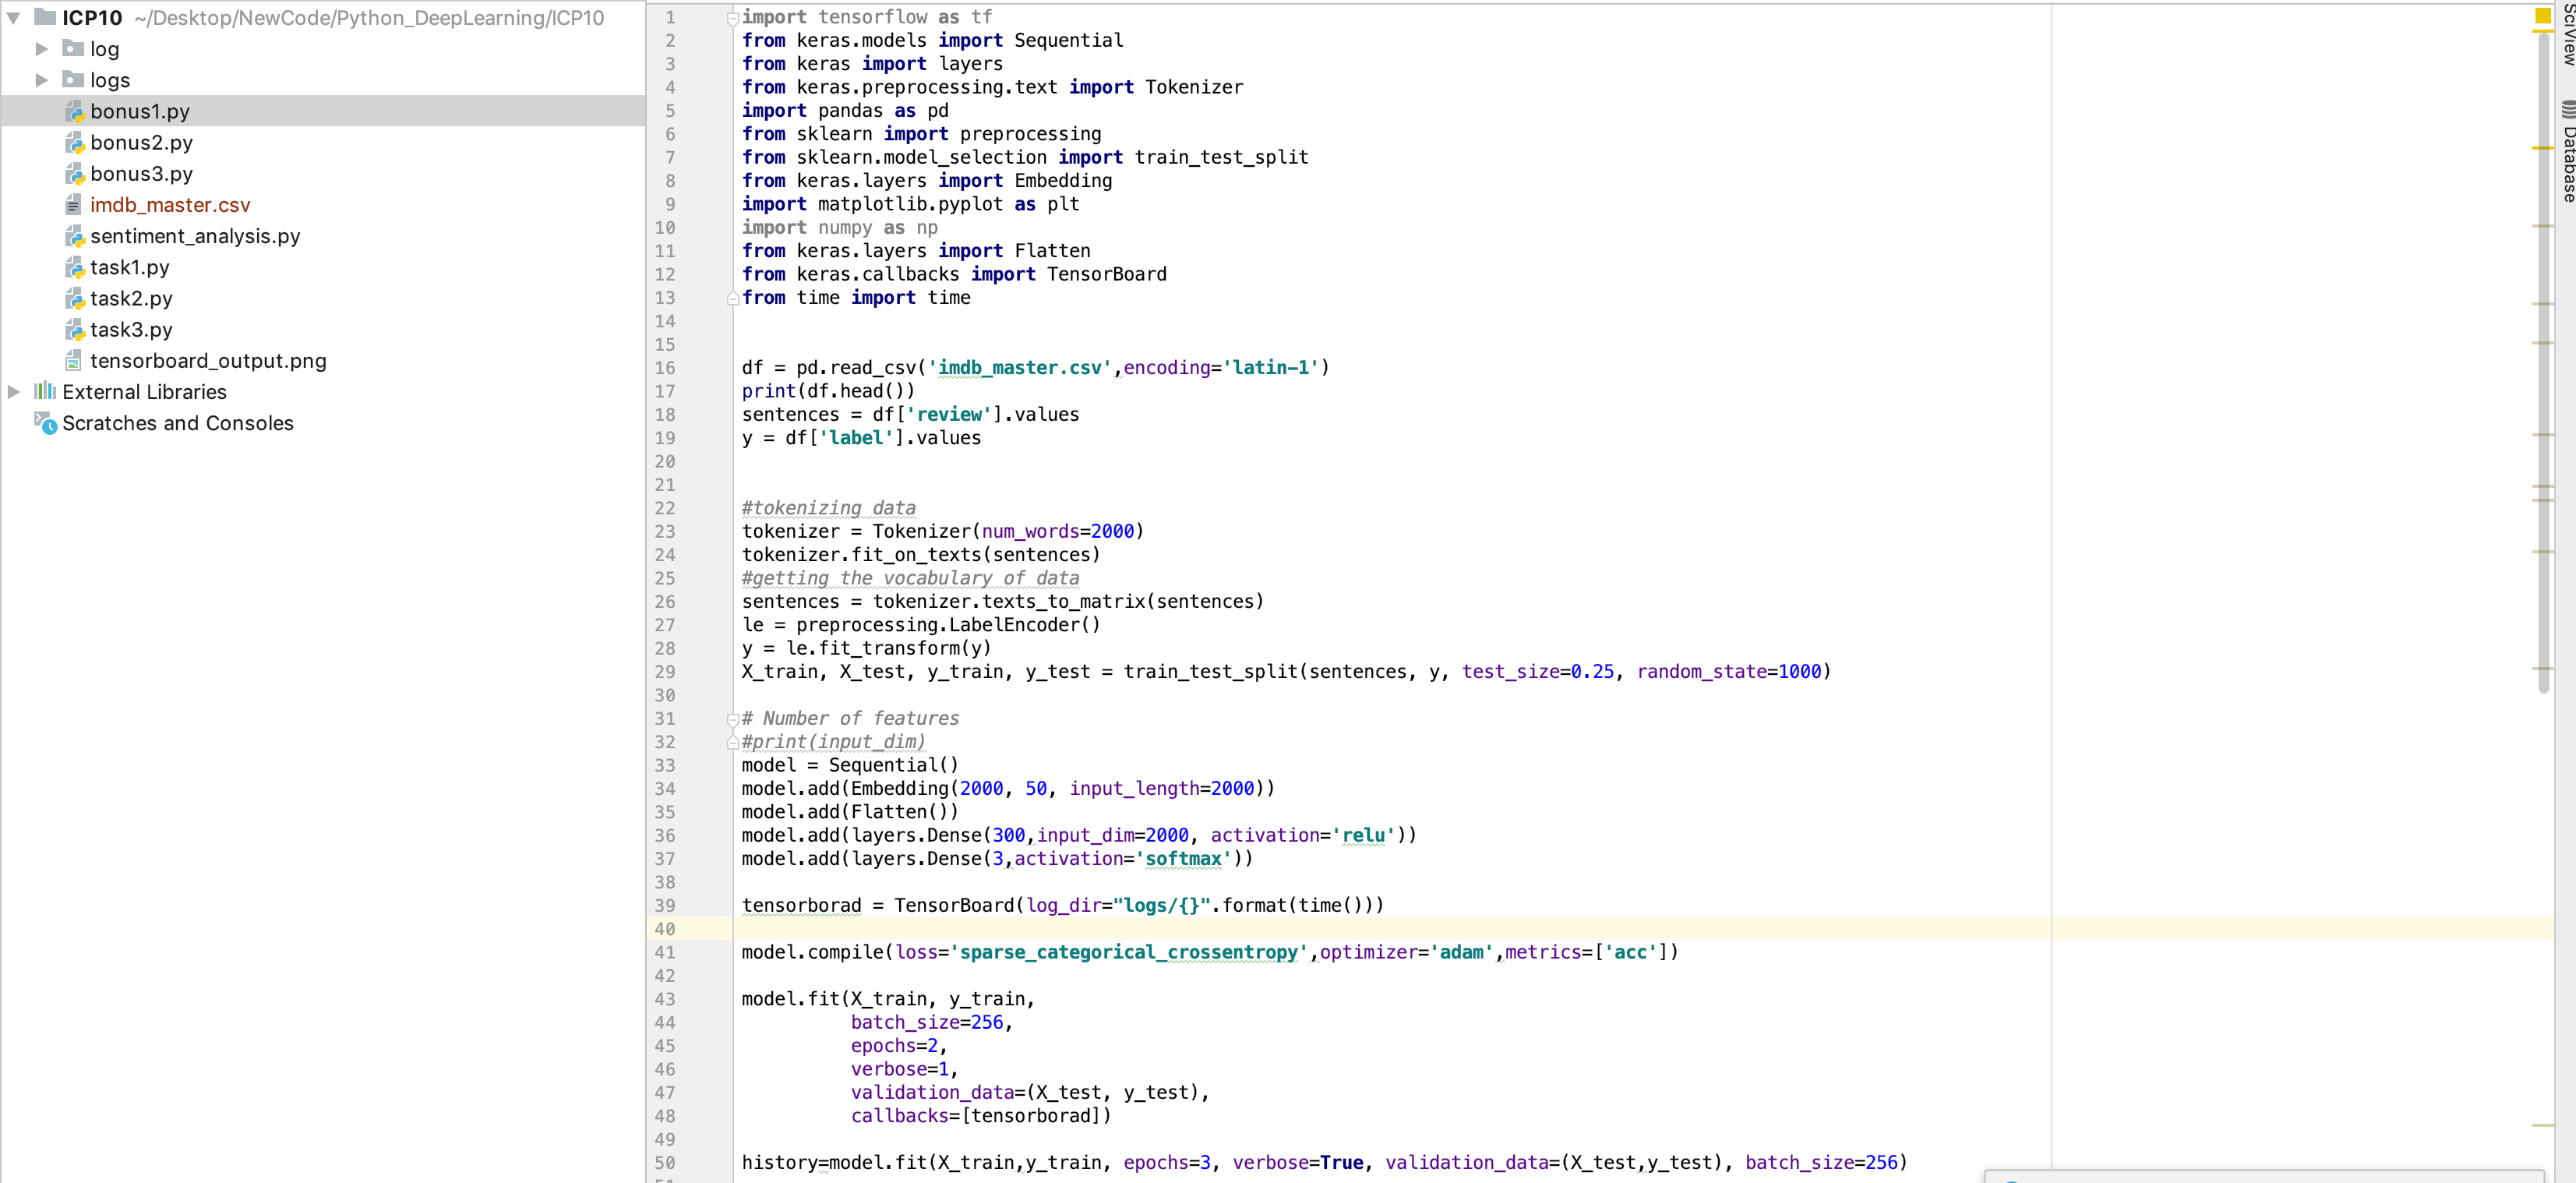 ICP10 ~/Desktop/NewCode/Python_DeepLearning/ICP10
log
logs
bonus1.py
bonus2.py
bonus3.py
imdb_master.csv
sentiment_analysis.py
task1.py
task2.py
task3.py
tensorboard_output.png
External Libraries
Scratches and Consoles
1 import tensorflow as tf
2 from keras.models import Sequential
3 from keras import layers
4 from keras.preprocessing.text import Tokenizer
5 import pandas as pd
6 from sklearn import preprocessing
7 from sklearn.model_selection import train_test_split
8 from keras.layers import Embedding
9 import matplotlib.pyplot as plt
10 import numpy as np
11 from keras.layers import Flatten
12 from keras.callbacks import TensorBoard
13 from time import time
14
15
16 df = pd.read_csv('imdb_master.csv',encoding='latin-1')
17 print(df.head())
18 sentences = df['review'].values
19 y = df['label'].values
20
21
22 #tokenizing data
23 tokenizer = Tokenizer(num_words=2000)
24 tokenizer.fit_on_texts(sentences)
25 #getting the vocabulary of data
26 sentences = tokenizer.texts_to_matrix(sentences)
27 le = preprocessing.LabelEncoder()
28 y = le.fit_transform(y)
29 X_train, X_test, y_train, y_test = train_test_split(sentences, y, test_size=0.25, random_state=1000)
30
31 # Number of features
32 #print(input_dim)
33 model = Sequential()
34 model.add(Embedding(2000, 50, input_length=2000))
35 model.add(Flatten())
36 model.add(layers.Dense(300,input_dim=2000, activation='relu'))
37 model.add(layers.Dense(3,activation='softmax'))
38
39 tensorborad = TensorBoard(log_dir="logs/{}".format(time()))
40
41 model.compile(loss='sparse_categorical_crossentropy',optimizer='adam',metrics=['acc'])
42
43 model.fit(X_train, y_train,
44 batch_size=256,
45 epochs=2,
46 verbose=1,
47 validation_data=(X_test, y_test),
48 callbacks=[tensorborad])
49
50 history=model.fit(X_train,y_train, epochs=3, verbose=True, validation_data=(X_test,y_test), batch_size=256)
SciView
Database